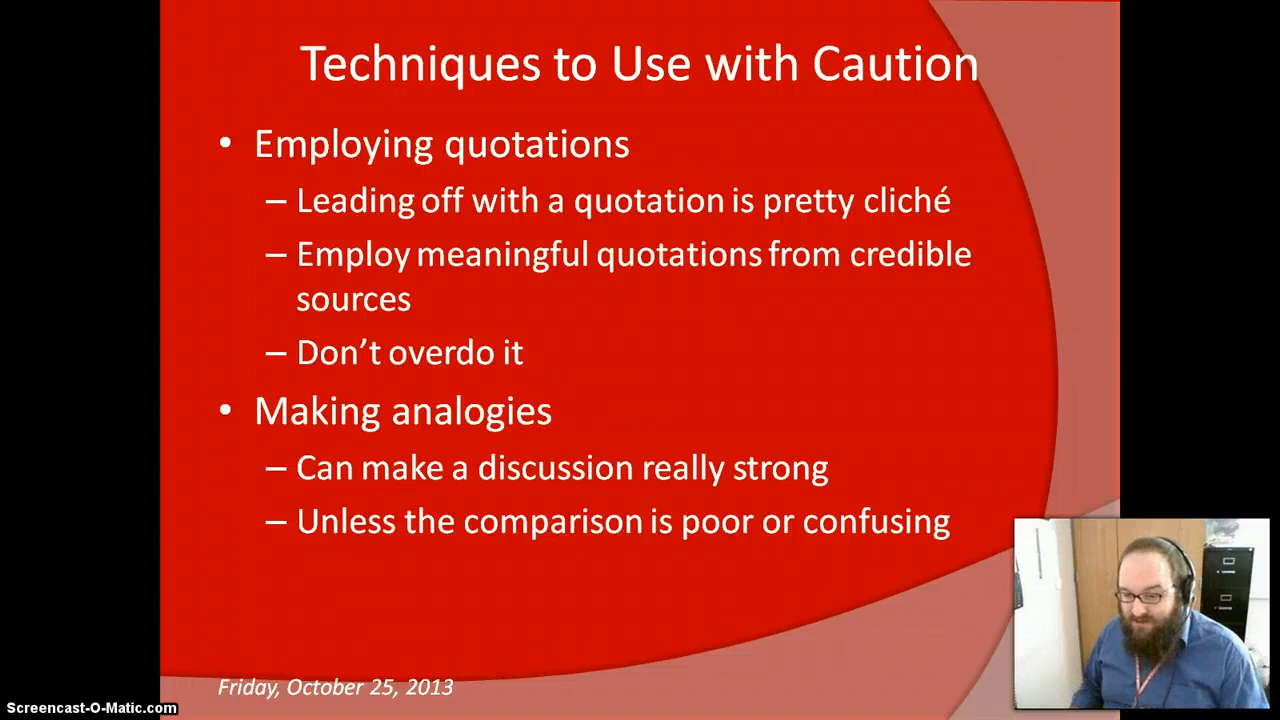 Techniques to Use with Caution
• Employing quotations
– Leading off with a quotation is pretty cliché
– Employ meaningful quotations from credible
sources
– Don’t overdo it
• Making analogies
– Can make a discussion really strong
– Unless the comparison is poor or confusing
Friday, October 25, 2013
Screencast-O-Matic.com